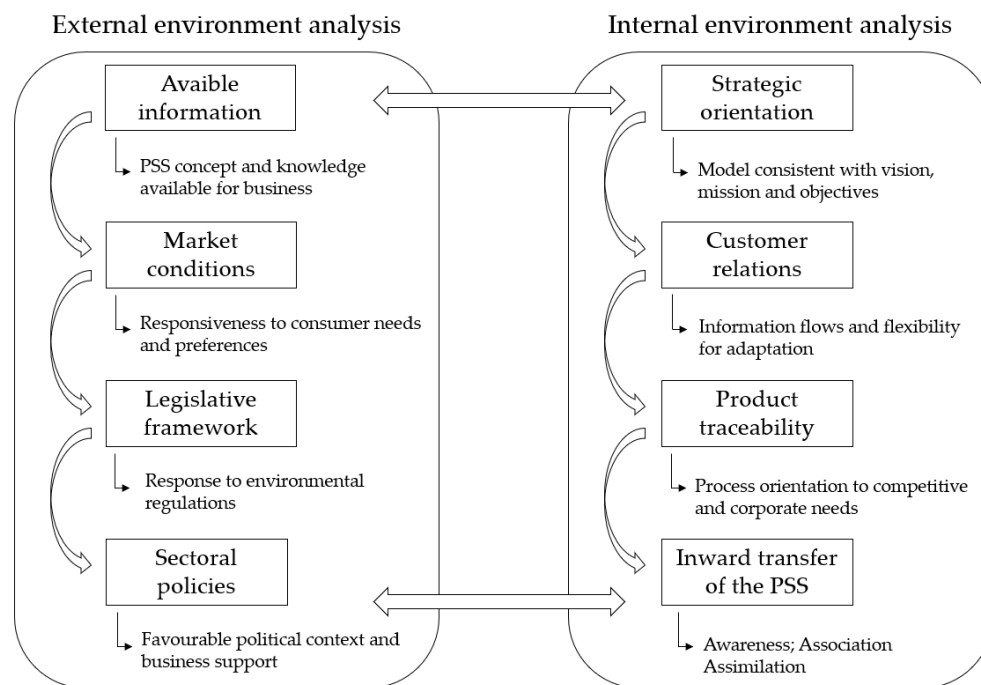 External environment analysis
Avaible
information
PSS concept and knowledge
available for business
Market
conditions
Responsiveness to consumer needs
and preferences
Legislative
framework
Response to environmental
regulations
Sectoral
policies
Favourable political context and
business support
Internal environment analysis
Strategic
orientation
Model consistent with vision,
mission and objectives
Customer
relations
Information flows and flexibility
for adaptation
Product
traceability
Process orientation to competitive
and corporate needs
Inward transfer
of the PSS
Awareness; Association
Assimilation